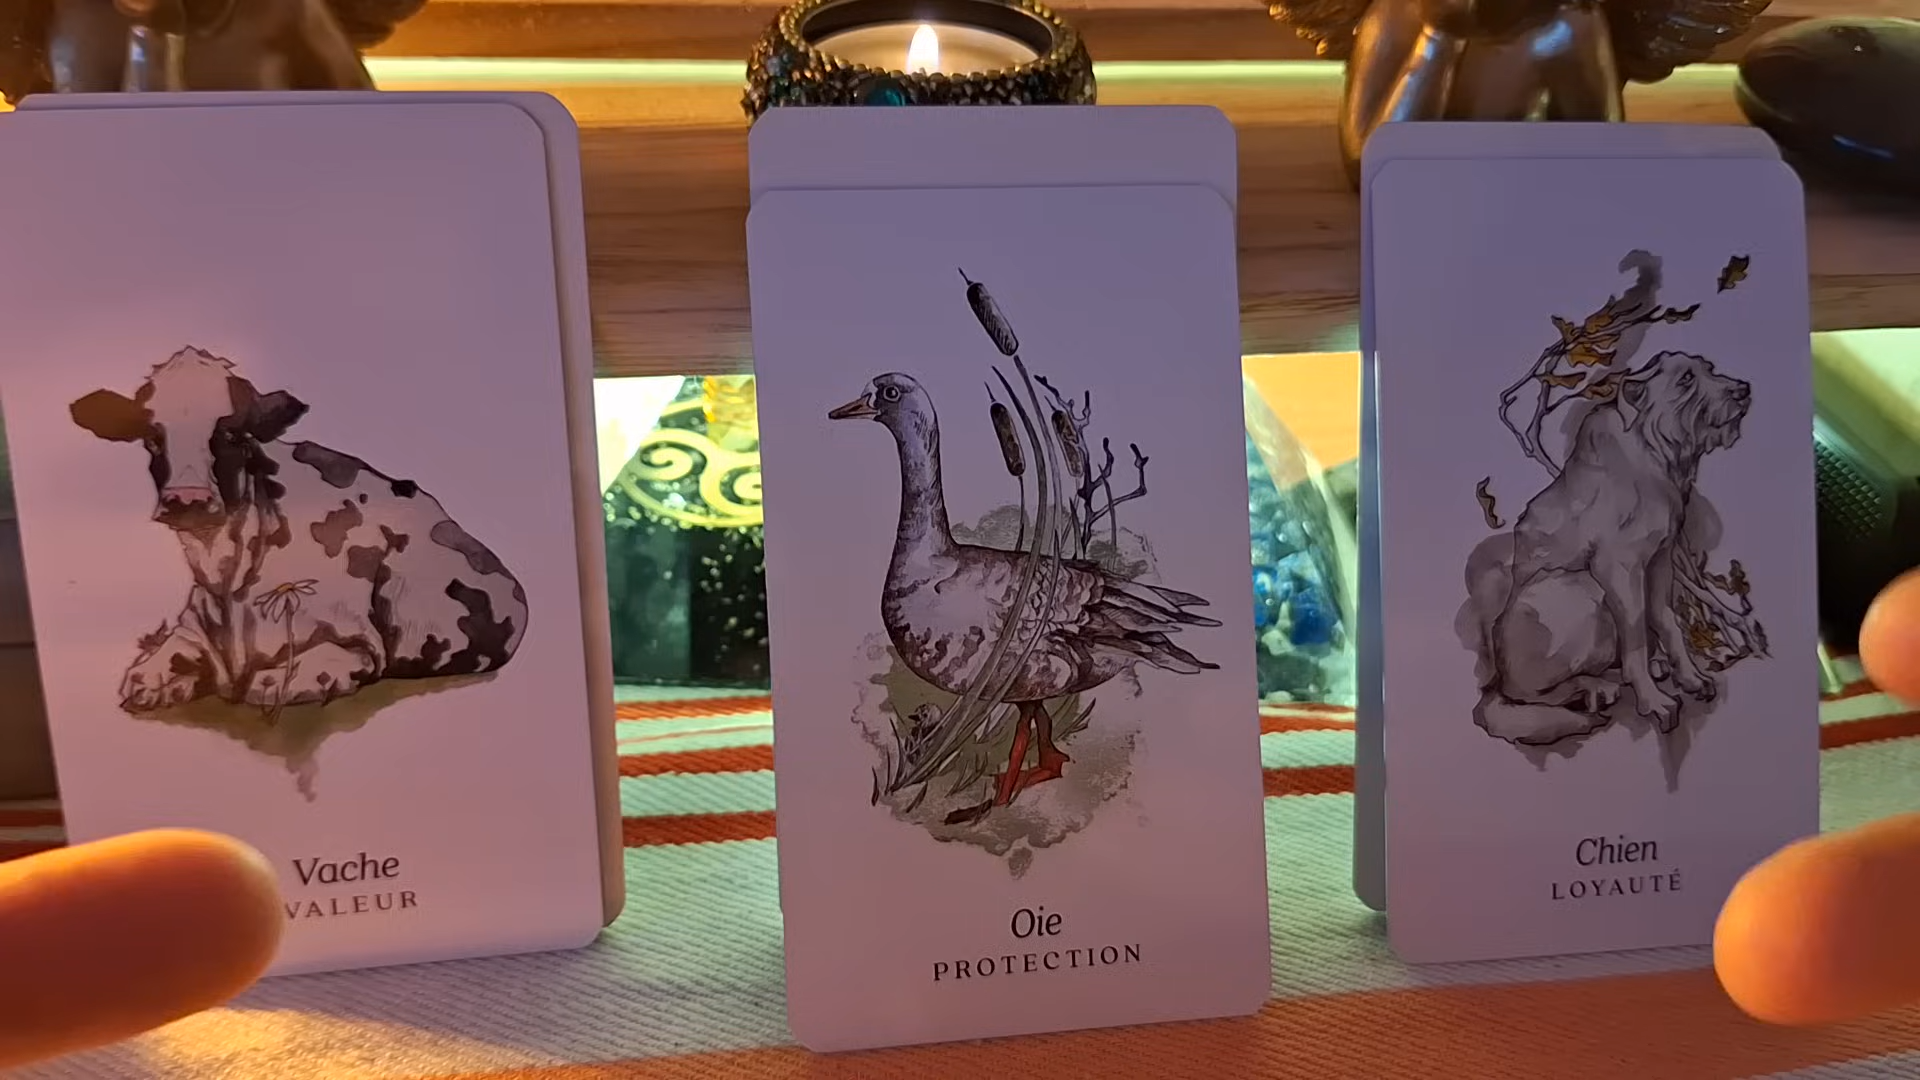 Vache
VALEUR
Oie
PROTECTION
Chien
LOYAUTÉ